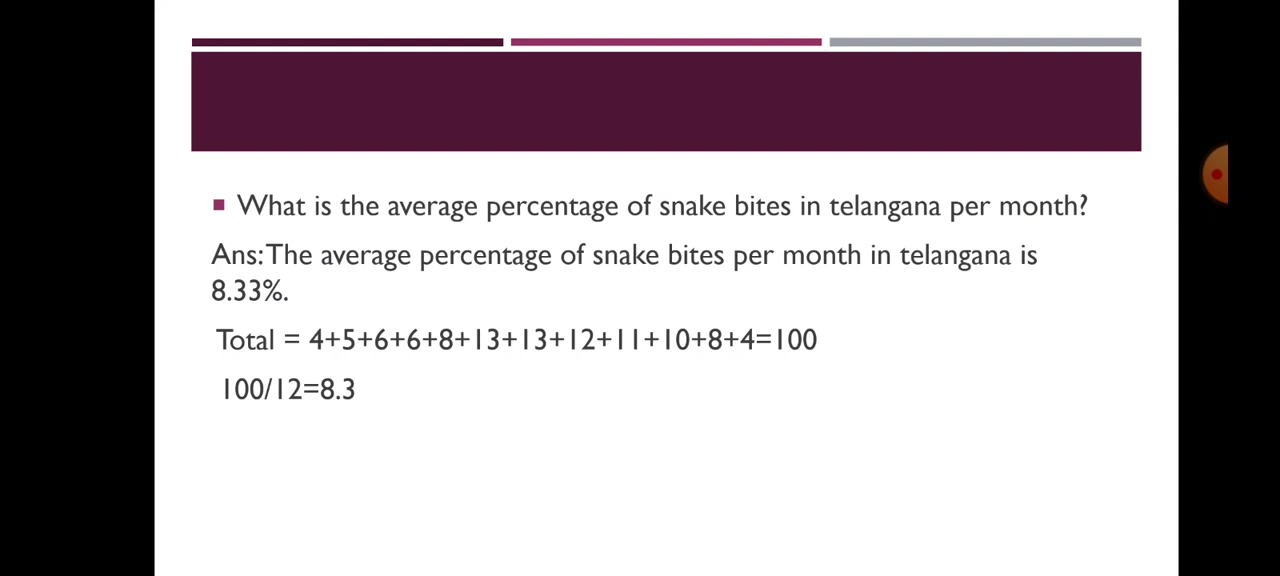 What is the average percentage of snake bites in telangana per month?
Ans:The average percentage of snake bites per month in telangana is
8.33%.
Total = 4+5+6+6+8+13+13+12+11+10+8+4=100
100/12=8.3